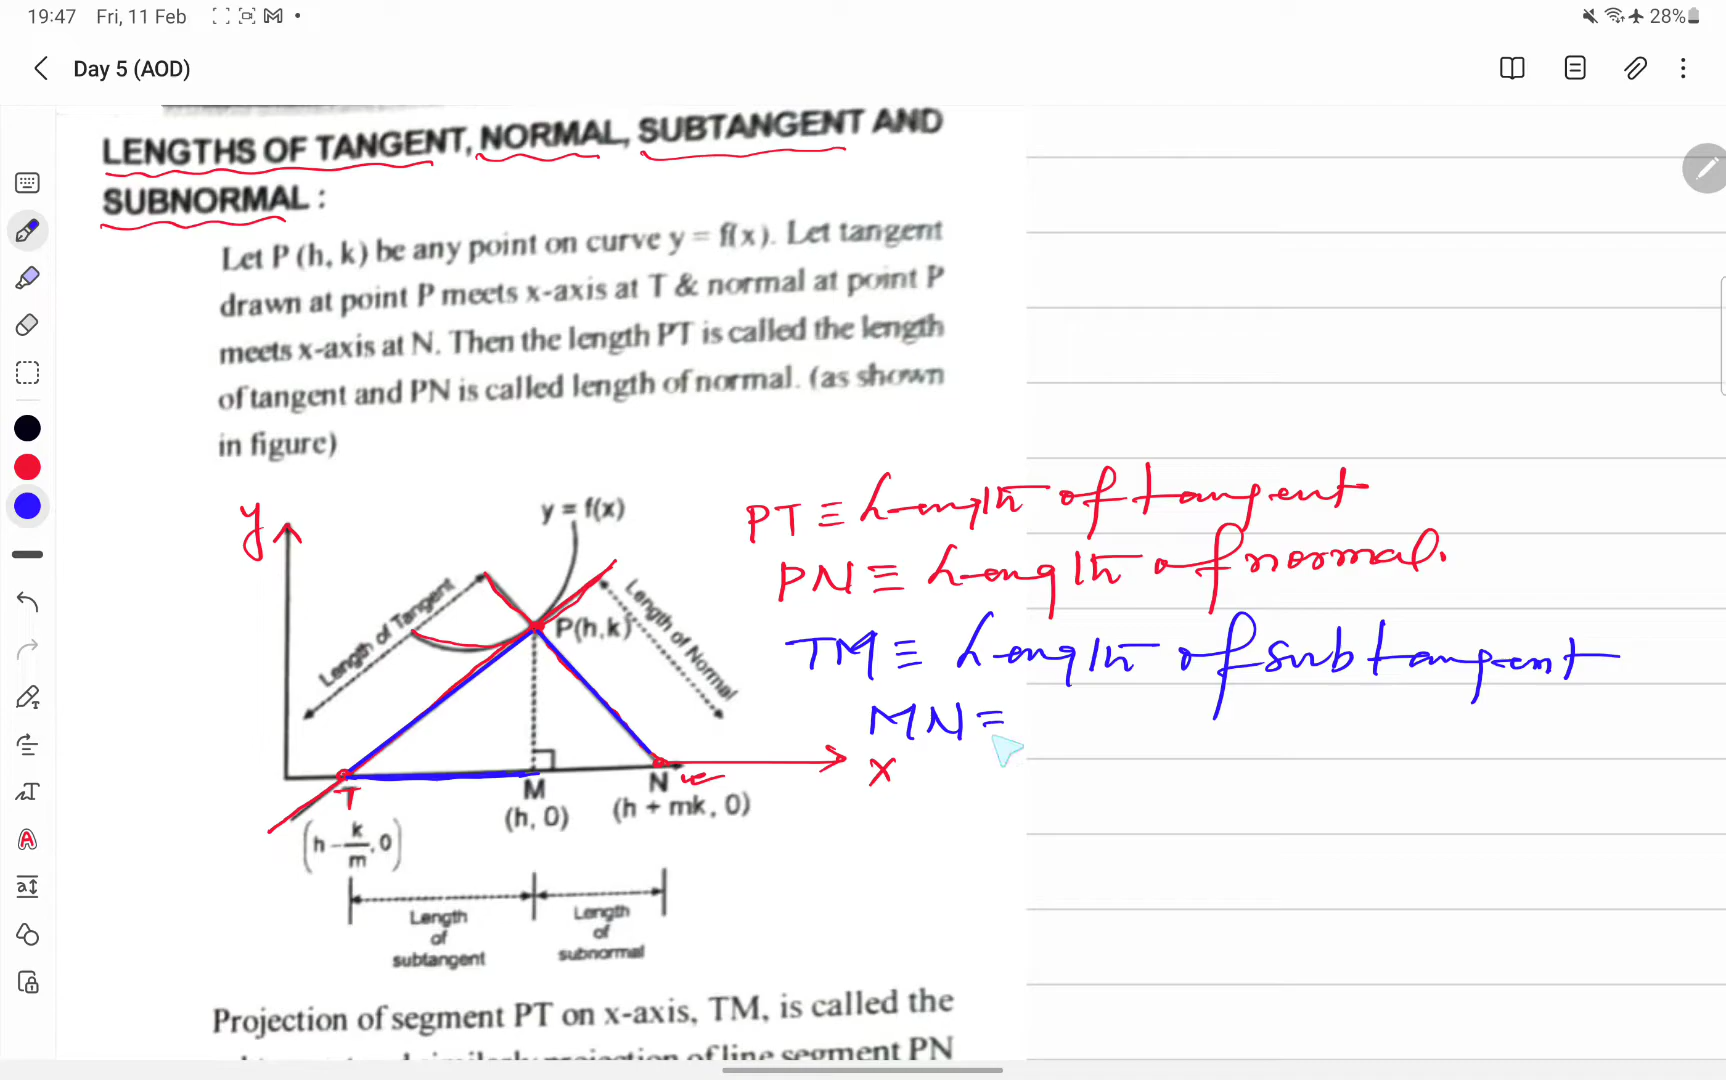 19:47 Fri, 11 Feb
28%
Day 5 (AOD)
LENGTHS OF TANGENT, NORMAL, SUBTANGENT AND
SUBNORMAL :
Let P (h, k) be any point on curve y = f(x). Let tangent
drawn at point P meets x-axis at T & normal at point P
meets x-axis at N. Then the length PT is called the length
of tangent and PN is called length of normal. (as shown
in figure)
y
y = f(x)
Length of Tangent
P(h,k)
Length of Normal
PT ≡ Length of tangent
PN ≡ Length of normal.
TM ≡ Length of subtangent
MN ≡
x
T
M
N
(h - k/m, 0)
(h, 0)
(h + mk, 0)
Length
of
subtangent
Length
of
subnormal
Projection of segment PT on x-axis, TM, is called the
projection of line segment PN